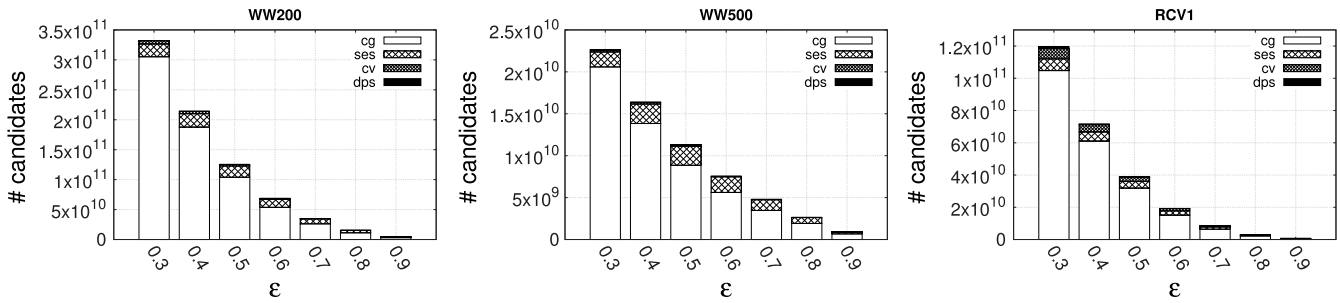 WW200
# candidates
3.5x10^11
3x10^11
2.5x10^11
2x10^11
1.5x10^11
1x10^11
5x10^10
0
cg
ses
cv
dps
0.3 0.4 0.5 0.6 0.7 0.8 0.9
ε
WW500
# candidates
2.5x10^10
2x10^10
1.5x10^10
1x10^10
5x10^9
0
cg
ses
cv
dps
0.3 0.4 0.5 0.6 0.7 0.8 0.9
ε
RCV1
# candidates
1.2x10^11
1x10^11
8x10^10
6x10^10
4x10^10
2x10^10
0
cg
ses
cv
dps
0.3 0.4 0.5 0.6 0.7 0.8 0.9
ε